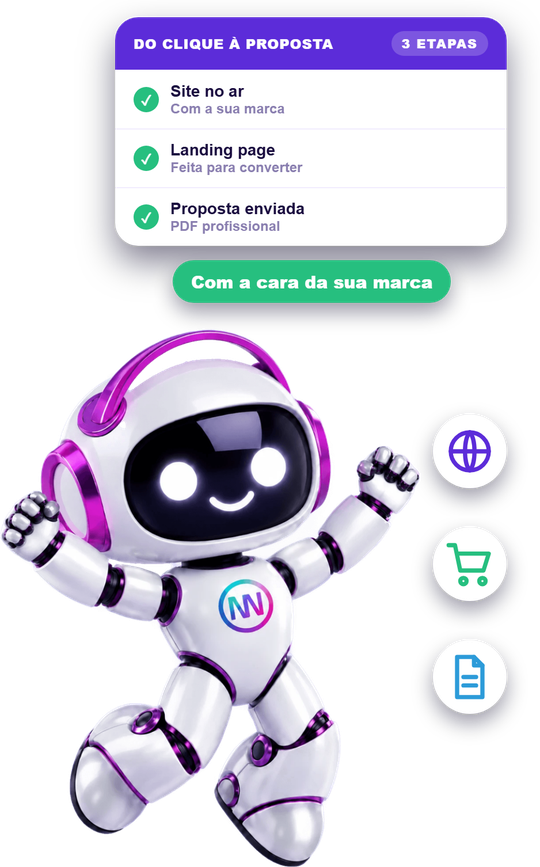 DO CLIQUE À PROPOSTA
3 ETAPAS
Site no ar
Com a sua marca
Landing page
Feita para converter
Proposta enviada
PDF profissional
Com a cara da sua marca